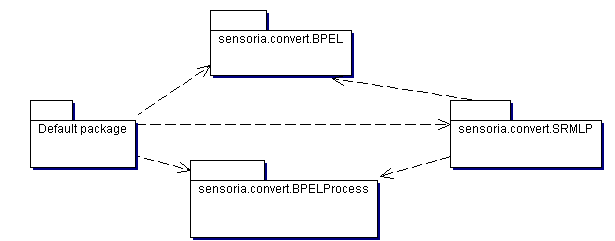 sensoria.convert.BPEL
Default package
sensoria.convert.SRMLP
sensoria.convert.BPELProcess